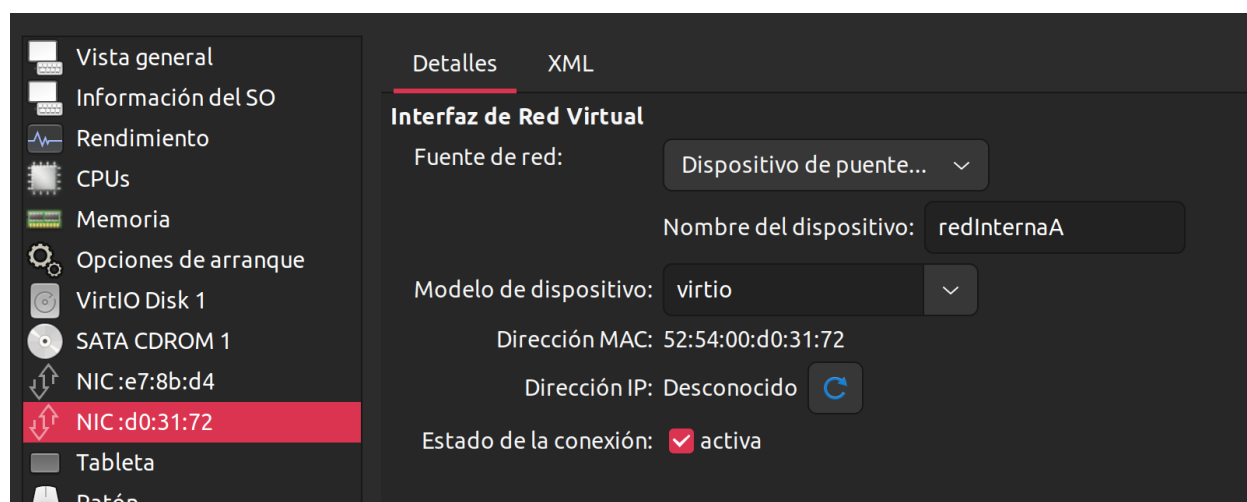 Vista general
Información del SO
Rendimiento
CPUs
Memoria
Opciones de arranque
VirtIO Disk 1
SATA CDROM 1
NIC :e7:8b:d4
NIC :d0:31:72
Tableta
Ratón
Detalles XML
Interfaz de Red Virtual
Fuente de red: Dispositivo de puente...
Nombre del dispositivo: redInternaA
Modelo de dispositivo: virtio
Dirección MAC: 52:54:00:d0:31:72
Dirección IP: Desconocido
Estado de la conexión: activa